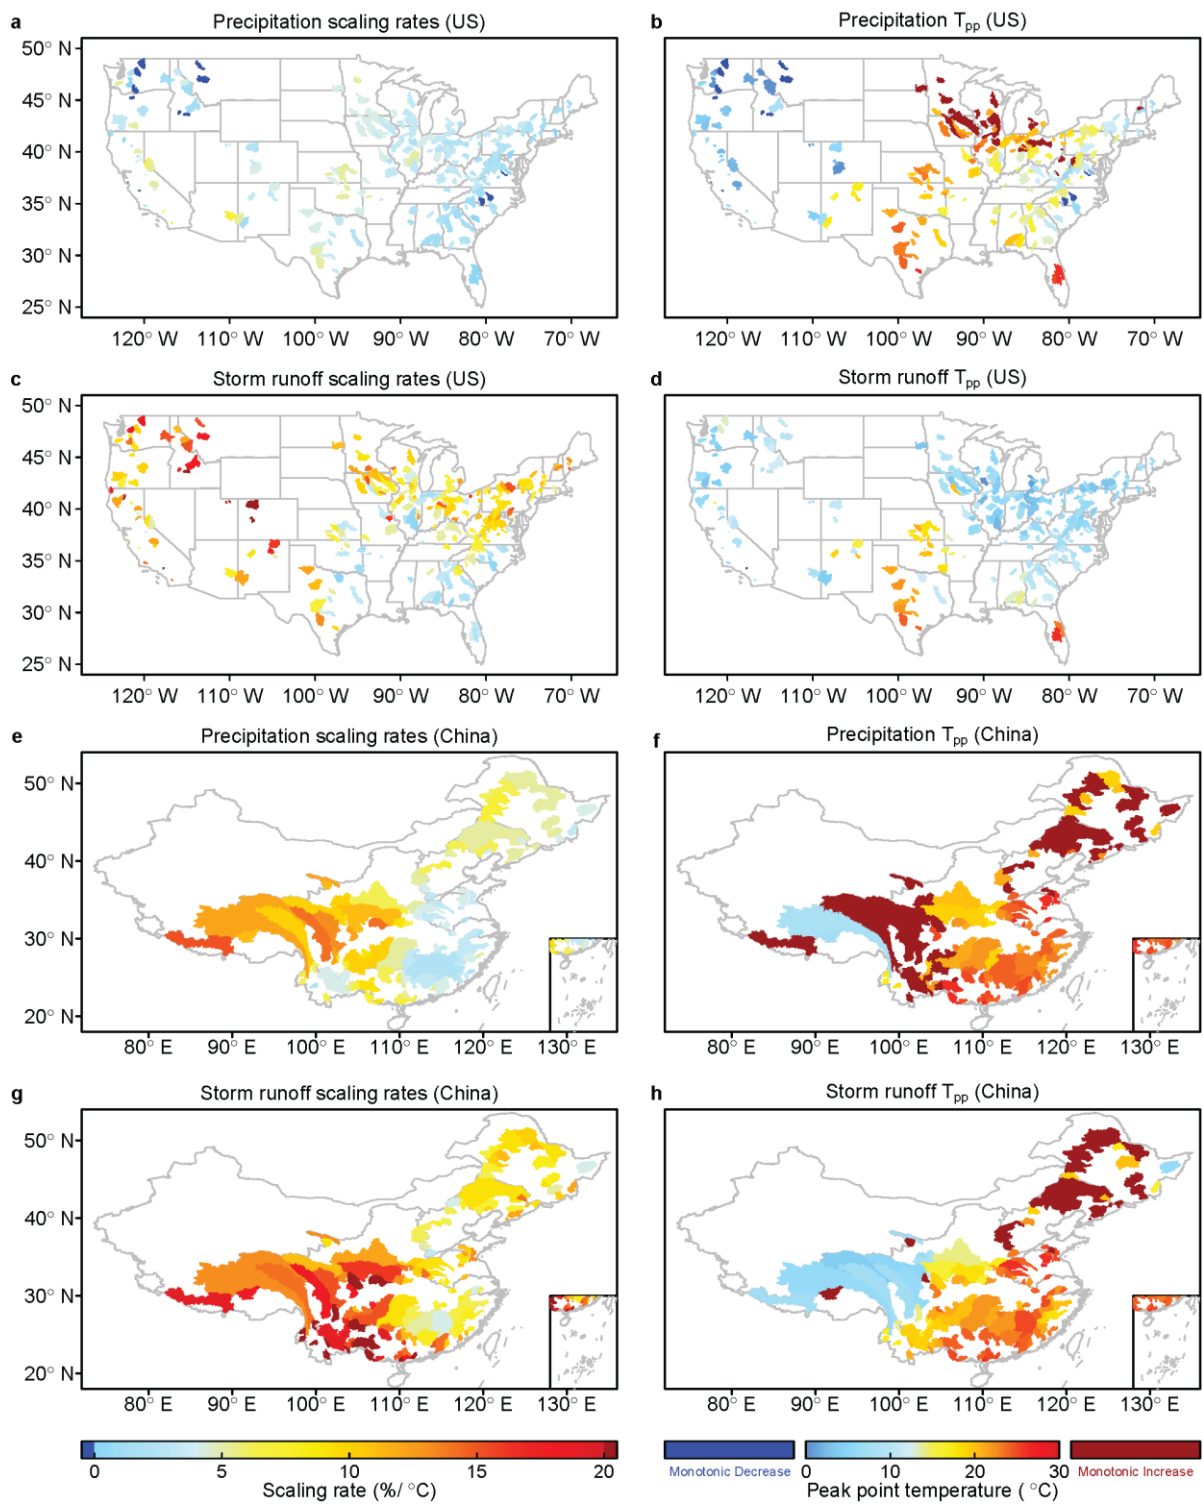 a Precipitation scaling rates (US)
50° N
45° N
40° N
35° N
30° N
25° N
120° W 110° W 100° W 90° W 80° W 70° W
b Precipitation Tpp (US)
120° W 110° W 100° W 90° W 80° W 70° W
c Storm runoff scaling rates (US)
50° N
45° N
40° N
35° N
30° N
25° N
120° W 110° W 100° W 90° W 80° W 70° W
d Storm runoff Tpp (US)
120° W 110° W 100° W 90° W 80° W 70° W
e Precipitation scaling rates (China)
50° N
40° N
30° N
20° N
80° E 90° E 100° E 110° E 120° E 130° E
f Precipitation Tpp (China)
80° E 90° E 100° E 110° E 120° E 130° E
g Storm runoff scaling rates (China)
50° N
40° N
30° N
20° N
80° E 90° E 100° E 110° E 120° E 130° E
h Storm runoff Tpp (China)
80° E 90° E 100° E 110° E 120° E 130° E
0 5 10 15 20
Scaling rate (%/ °C)
Monotonic Decrease 0 10 20 30 Monotonic Increase
Peak point temperature ( °C)